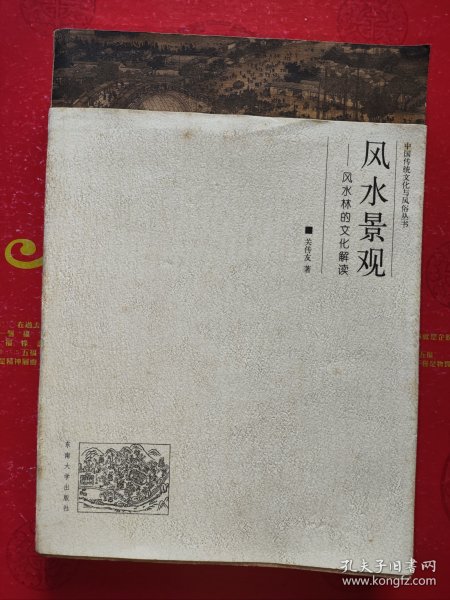 中国传统文化与风俗丛书
风水景观
——风水林的文化解读
■关传友 著
东南大学出版社
孔夫子旧书网
www.kongfz.com